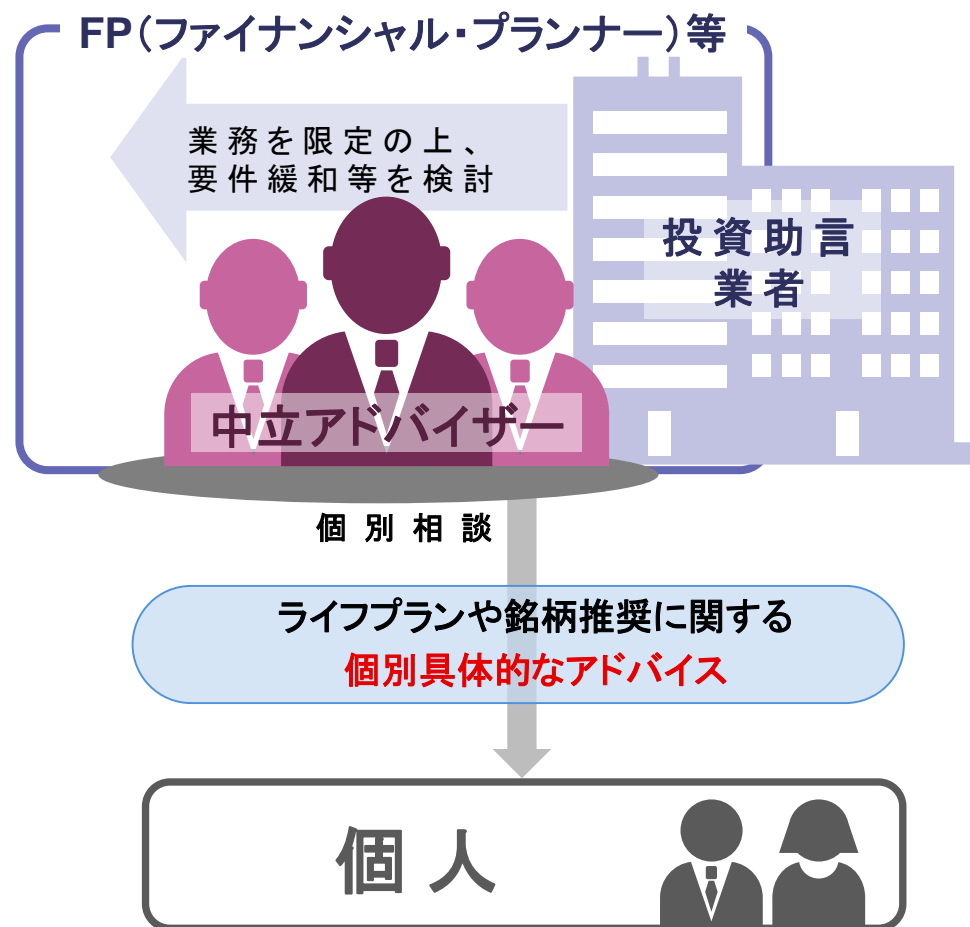 FP（ファイナンシャル・プランナー）等
業務を限定の上、
要件緩和等を検討
投資助言
業者
中立アドバイザー
個別相談
ライフプランや銘柄推奨に関する
個別具体的なアドバイス
個人